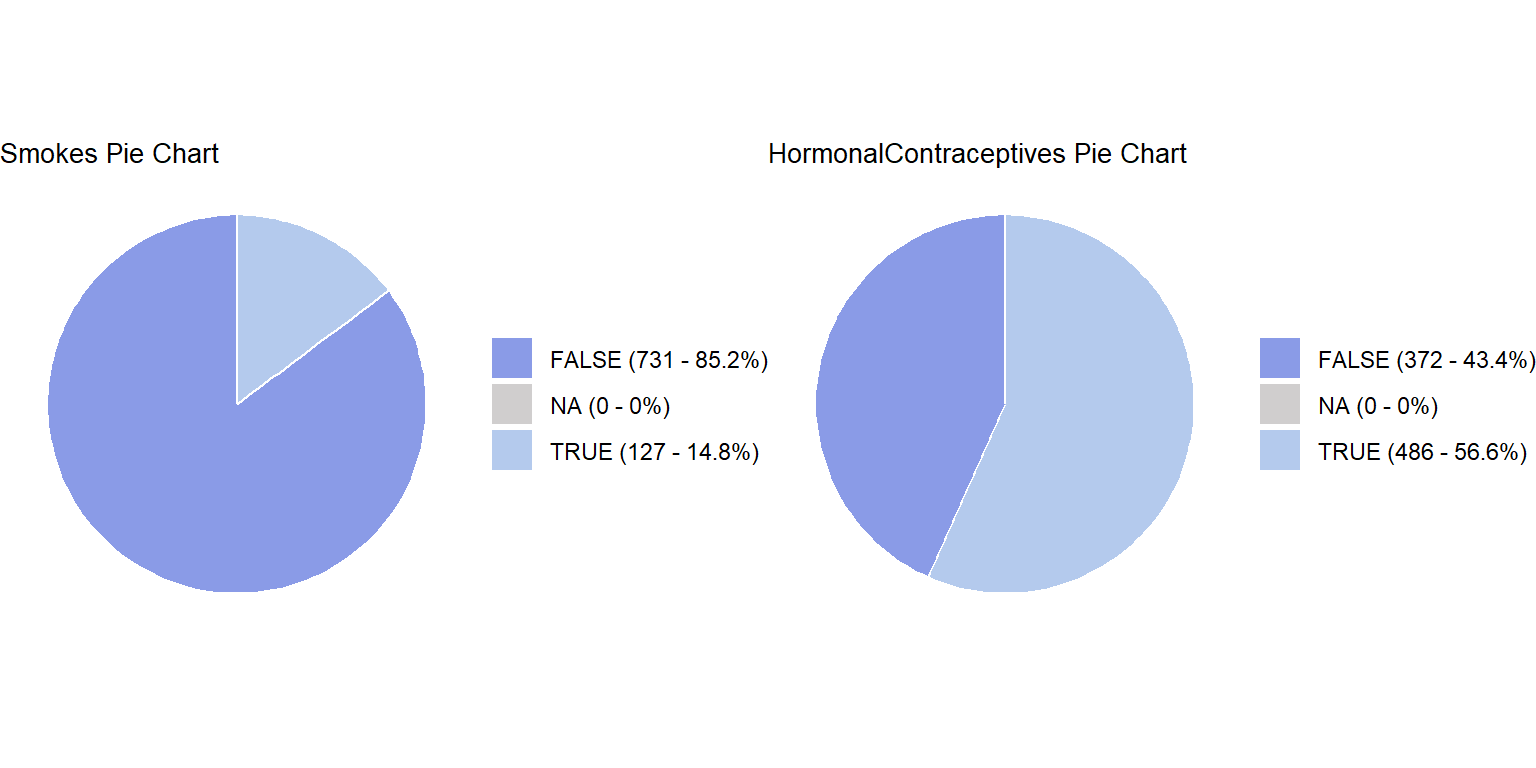 Smokes Pie Chart
FALSE (731 - 85.2%)
NA (0 - 0%)
TRUE (127 - 14.8%)
HormonalContraceptives Pie Chart
FALSE (372 - 43.4%)
NA (0 - 0%)
TRUE (486 - 56.6%)